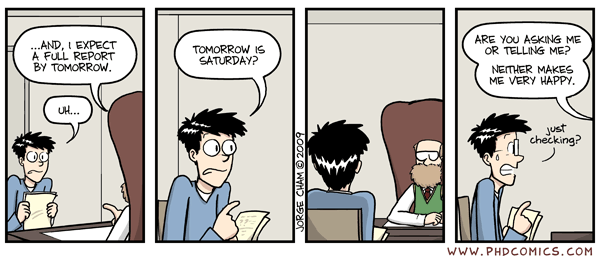 ...AND, I EXPECT
A FULL REPORT
BY TOMORROW.
UH...
TOMORROW IS
SATURDAY?
JORGE CHAM © 2009
ARE YOU ASKING ME
OR TELLING ME?
NEITHER MAKES
ME VERY HAPPY.
just
checking?
WWW.PHDCOMICS.COM